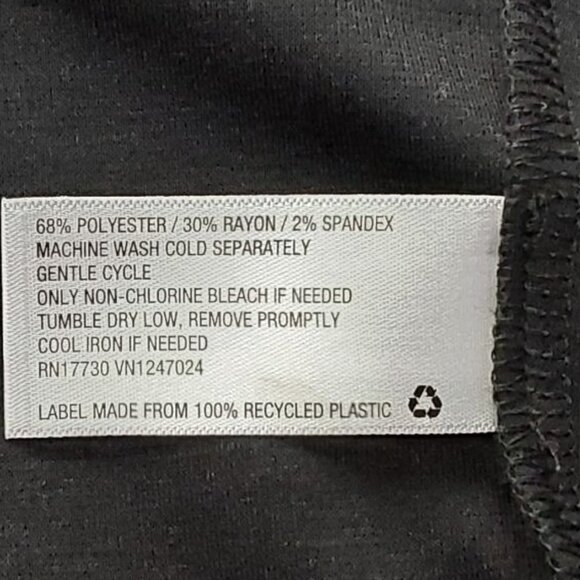 68% POLYESTER / 30% RAYON / 2% SPANDEX
MACHINE WASH COLD SEPARATELY
GENTLE CYCLE
ONLY NON-CHLORINE BLEACH IF NEEDED
TUMBLE DRY LOW, REMOVE PROMPTLY
COOL IRON IF NEEDED
RN17730 VN1247024
LABEL MADE FROM 100% RECYCLED PLASTIC